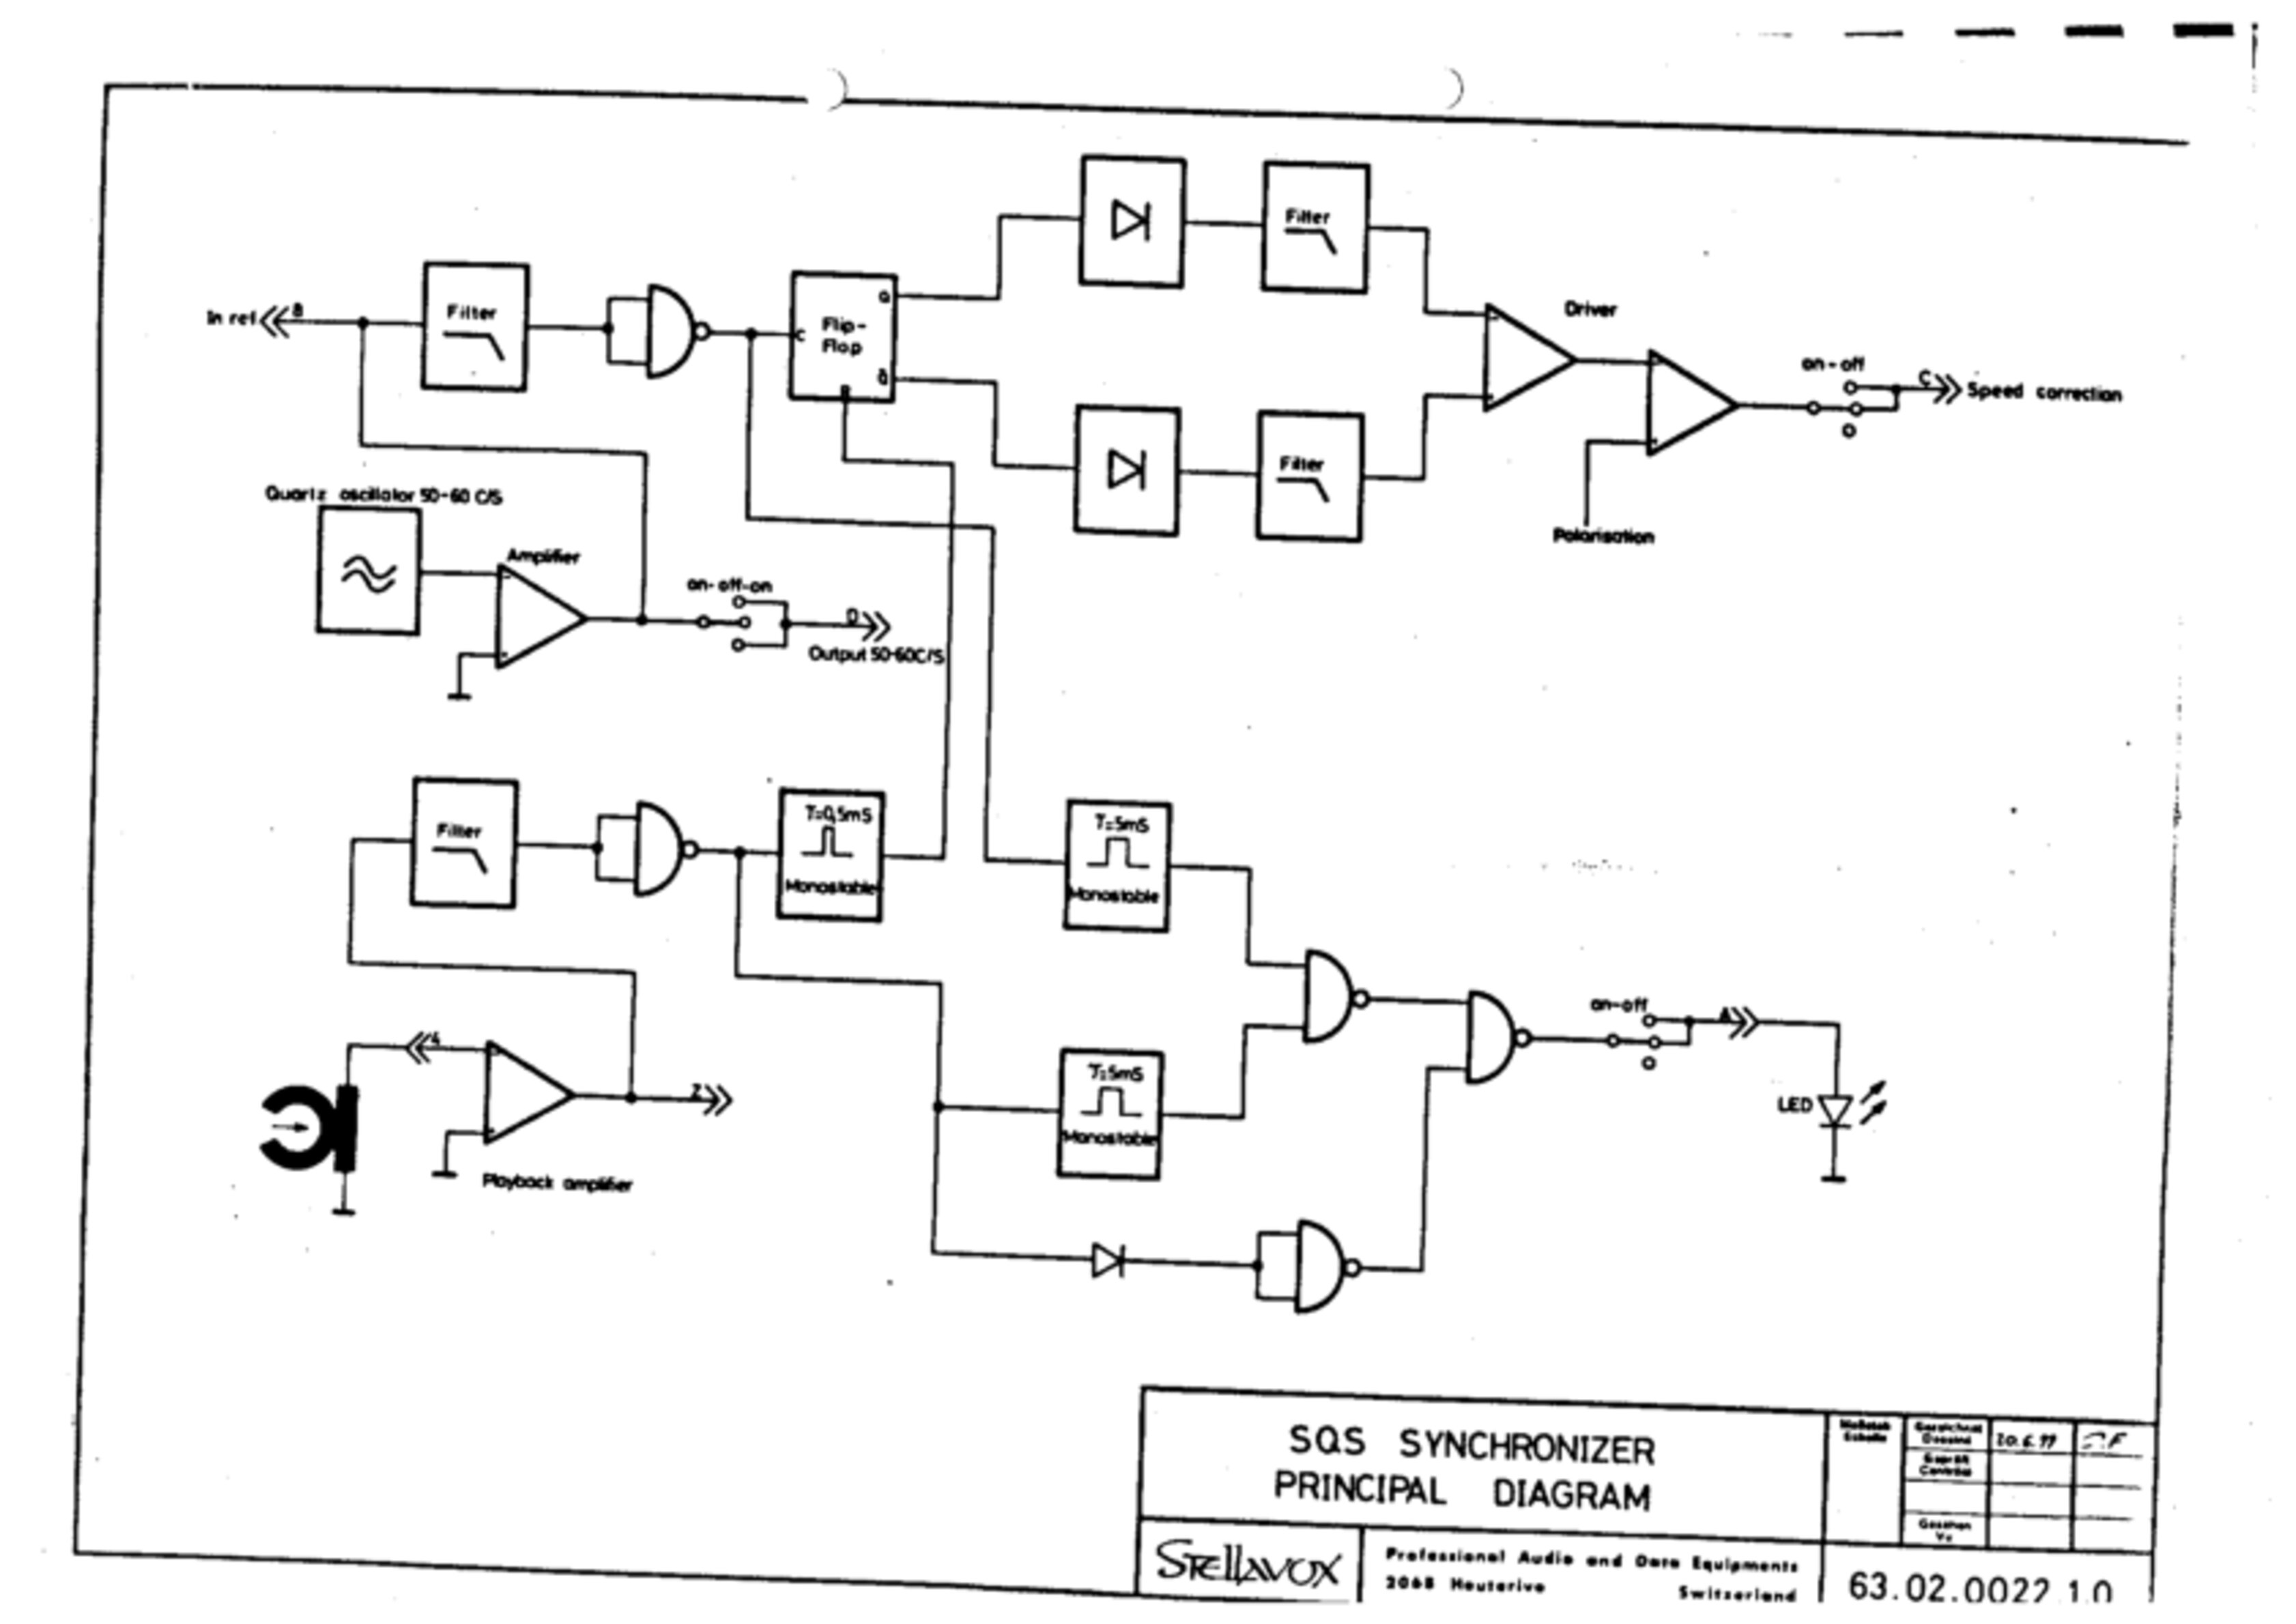 In ref
B
Filter
Flip-
Flop
C
Q
Q̄
R
Filter
Filter
Driver
on-off
C
Speed correction
Polarisation
Quartz oscillator 50-60 C/S
Amplifier
on-off-on
D
Output 50-60C/S
Filter
T=0,5mS
Monostable
T=5mS
Monostable
T=5mS
Monostable
4
2
Playback amplifier
on-off
A
LED
SQS SYNCHRONIZER
PRINCIPAL DIAGRAM
STELLAVOX
Professional Audio and Data Equipments
2068 Hauterive Switzerland
Gezeichnet
Dessiné
20.6.77
Geprüft
Contrôlé
Gesehen
Vu
Maßstab
Echelle
63.02.0022 1.0